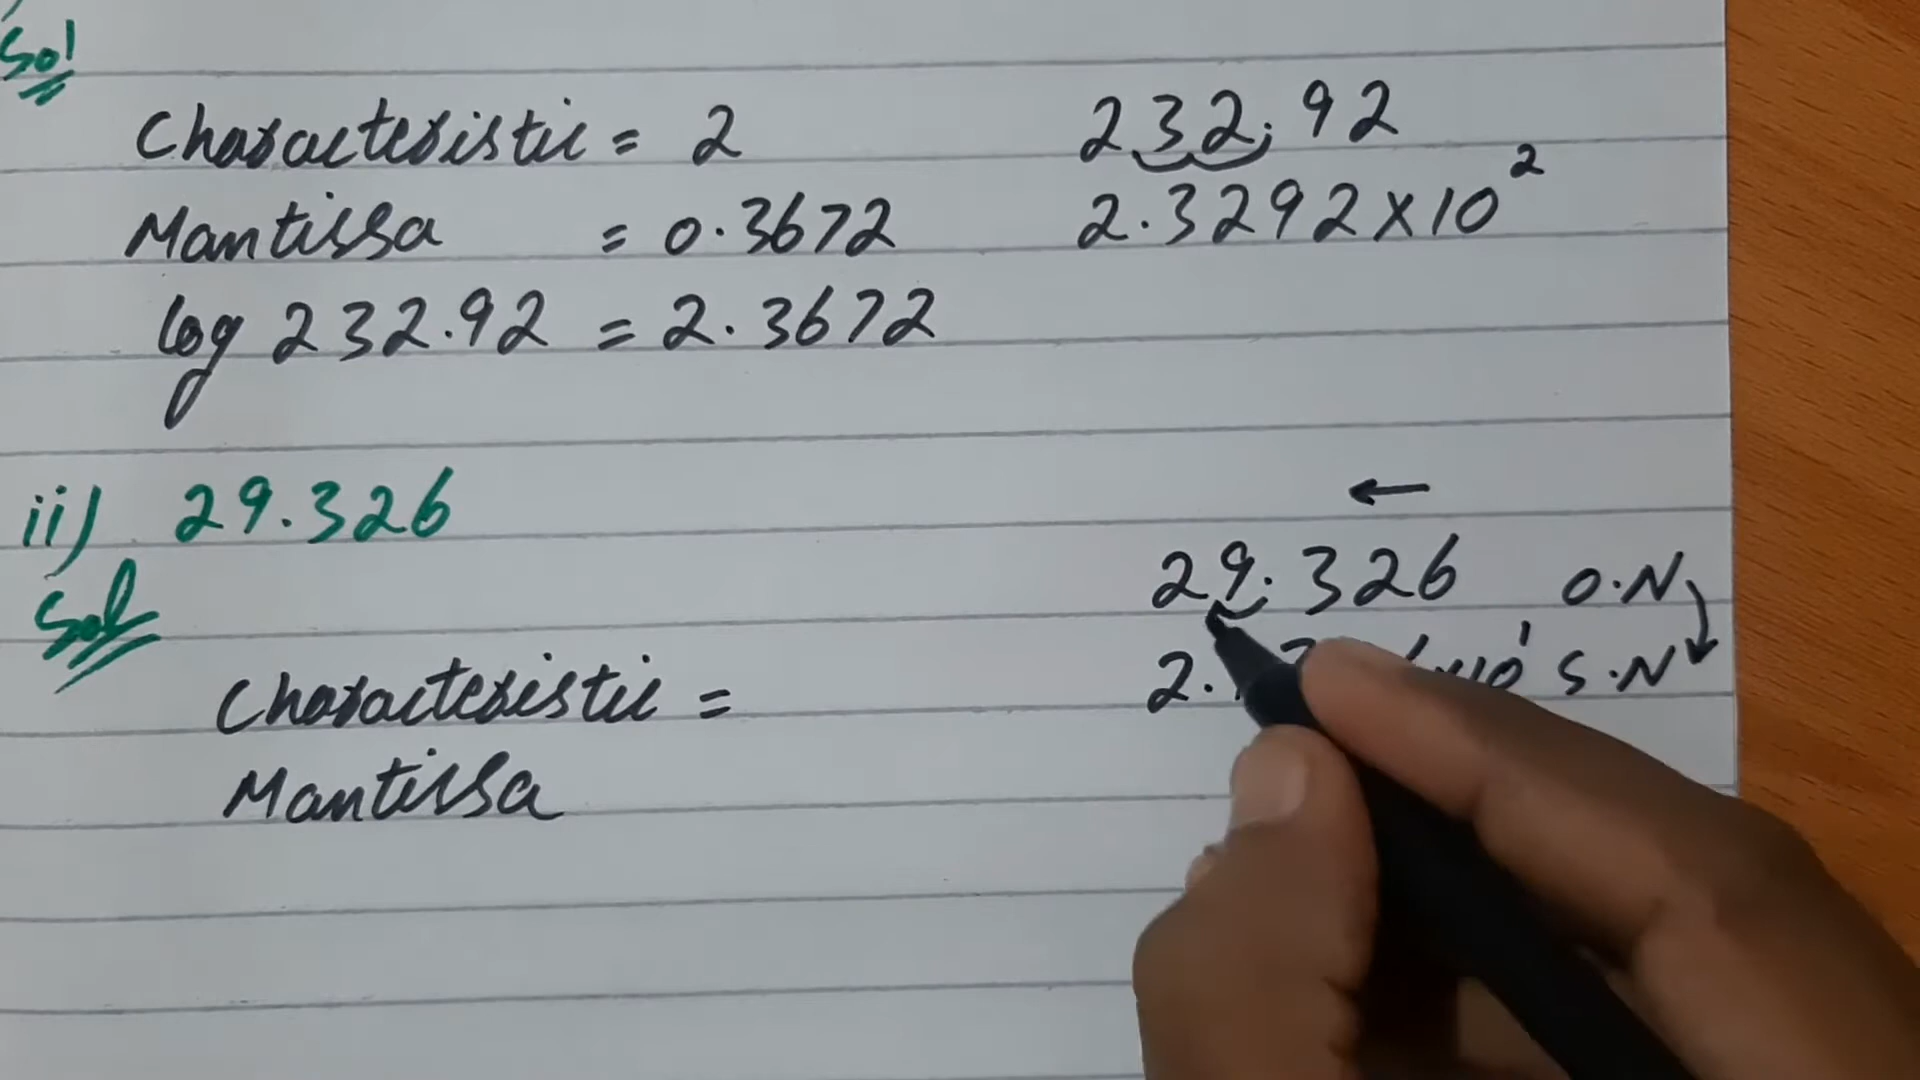 Sol
Characteristic = 2
232.92
Mantissa = 0.3672
2.3292×10²
log 232.92 = 2.3672
ii) 29.326
←
29.326 O.N
Sol
Characteristic =
2. ×10¹ S.N
Mantissa